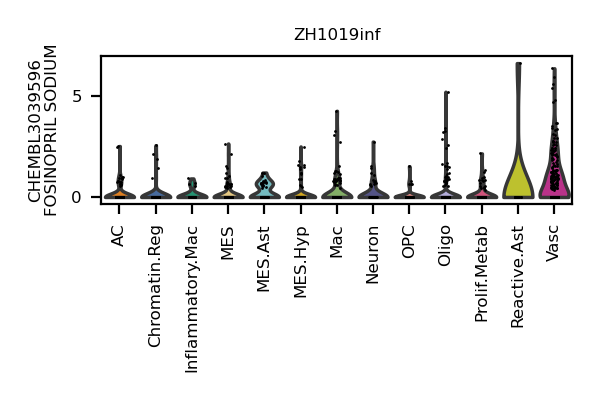 ZH1019inf
CHEMBL3039596
FOSINOPRIL SODIUM
5
0
AC
Chromatin.Reg
Inflammatory.Mac
MES
MES.Ast
MES.Hyp
Mac
Neuron
OPC
Oligo
Prolif.Metab
Reactive.Ast
Vasc